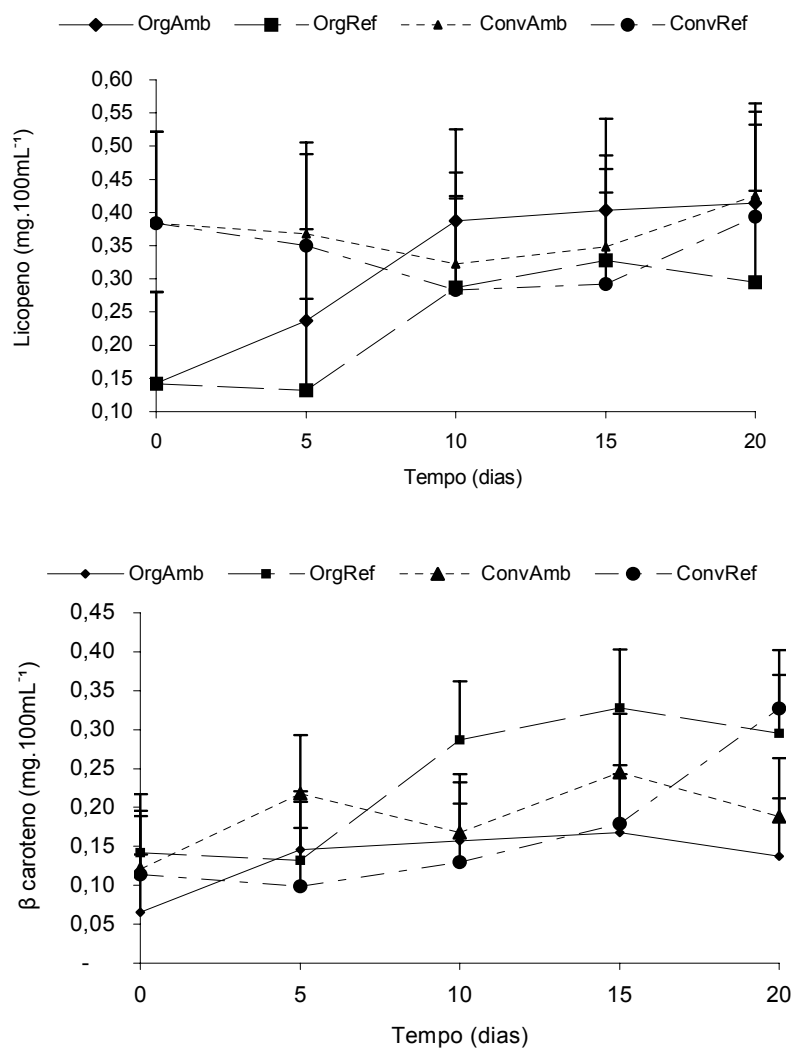 OrgAmb OrgRef ConvAmb ConvRef
Licopeno (mg.100mL⁻¹)
0,60
0,55
0,50
0,45
0,40
0,35
0,30
0,25
0,20
0,15
0,10
0 5 10 15 20
Tempo (dias)
OrgAmb OrgRef ConvAmb ConvRef
β caroteno (mg.100mL⁻¹)
0,45
0,40
0,35
0,30
0,25
0,20
0,15
0,10
0,05
-
0 5 10 15 20
Tempo (dias)